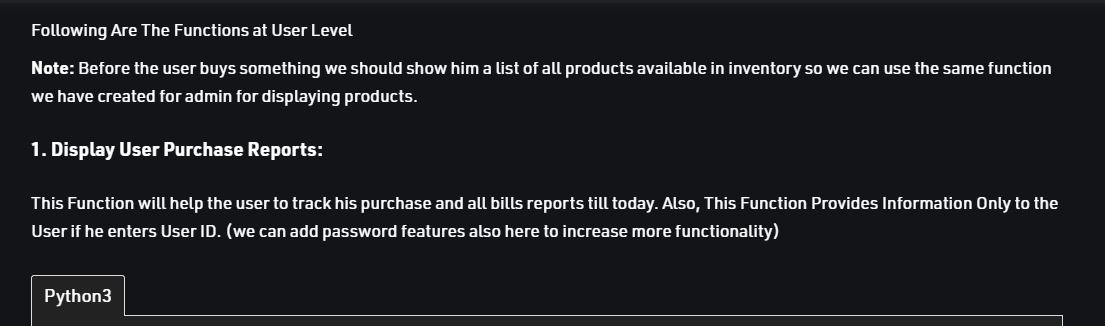 Following Are The Functions at User Level
Note: Before the user buys something we should show him a list of all products available in inventory so we can use the same function
we have created for admin for displaying products.
1. Display User Purchase Reports:
This Function will help the user to track his purchase and all bills reports till today. Also, This Function Provides Information Only to the
User if he enters User ID. (we can add password features also here to increase more functionality)
Python3